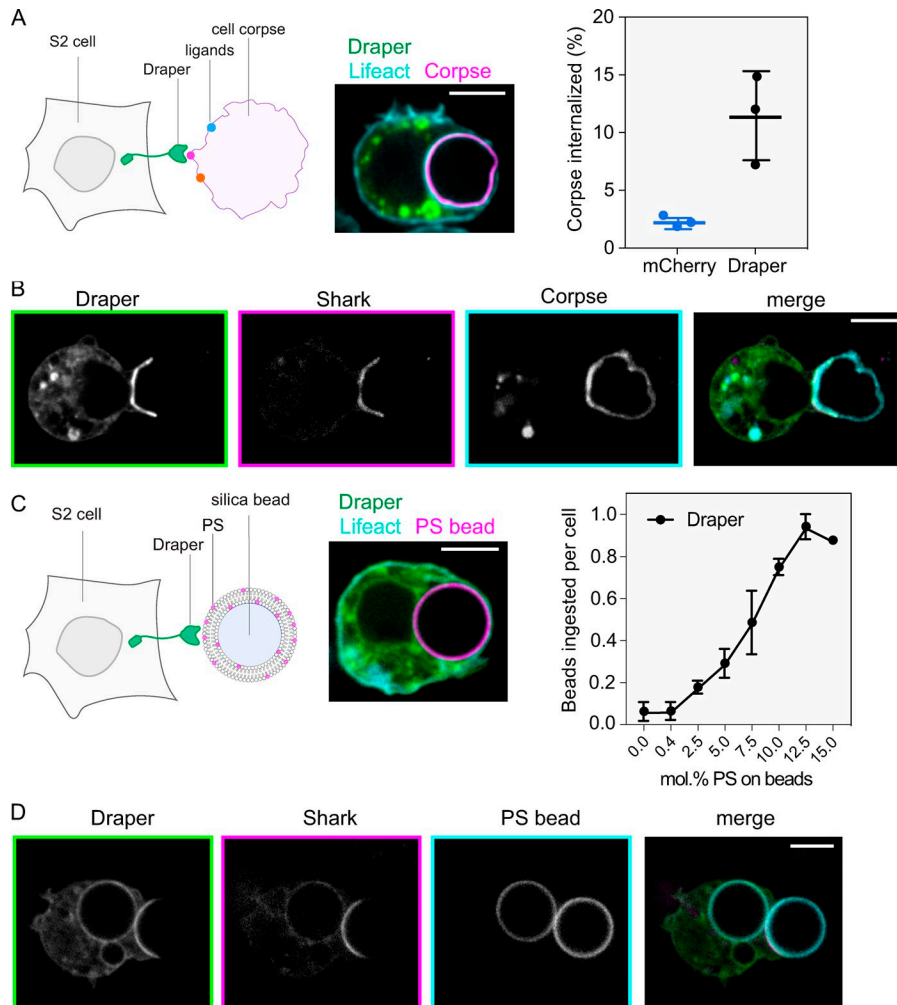 A
S2 cell
Draper
ligands
cell corpse
Draper
Lifeact Corpse
Corpse internalized (%)
20
15
10
5
0
mCherry Draper
B
Draper Shark Corpse merge
C
S2 cell
Draper
PS
silica bead
Draper
Lifeact PS bead
Beads ingested per cell
Draper
1.0
0.8
0.6
0.4
0.2
0.0
0.0 0.4 2.5 5.0 7.5 10.0 12.5 15.0
mol.% PS on beads
D
Draper Shark PS bead merge